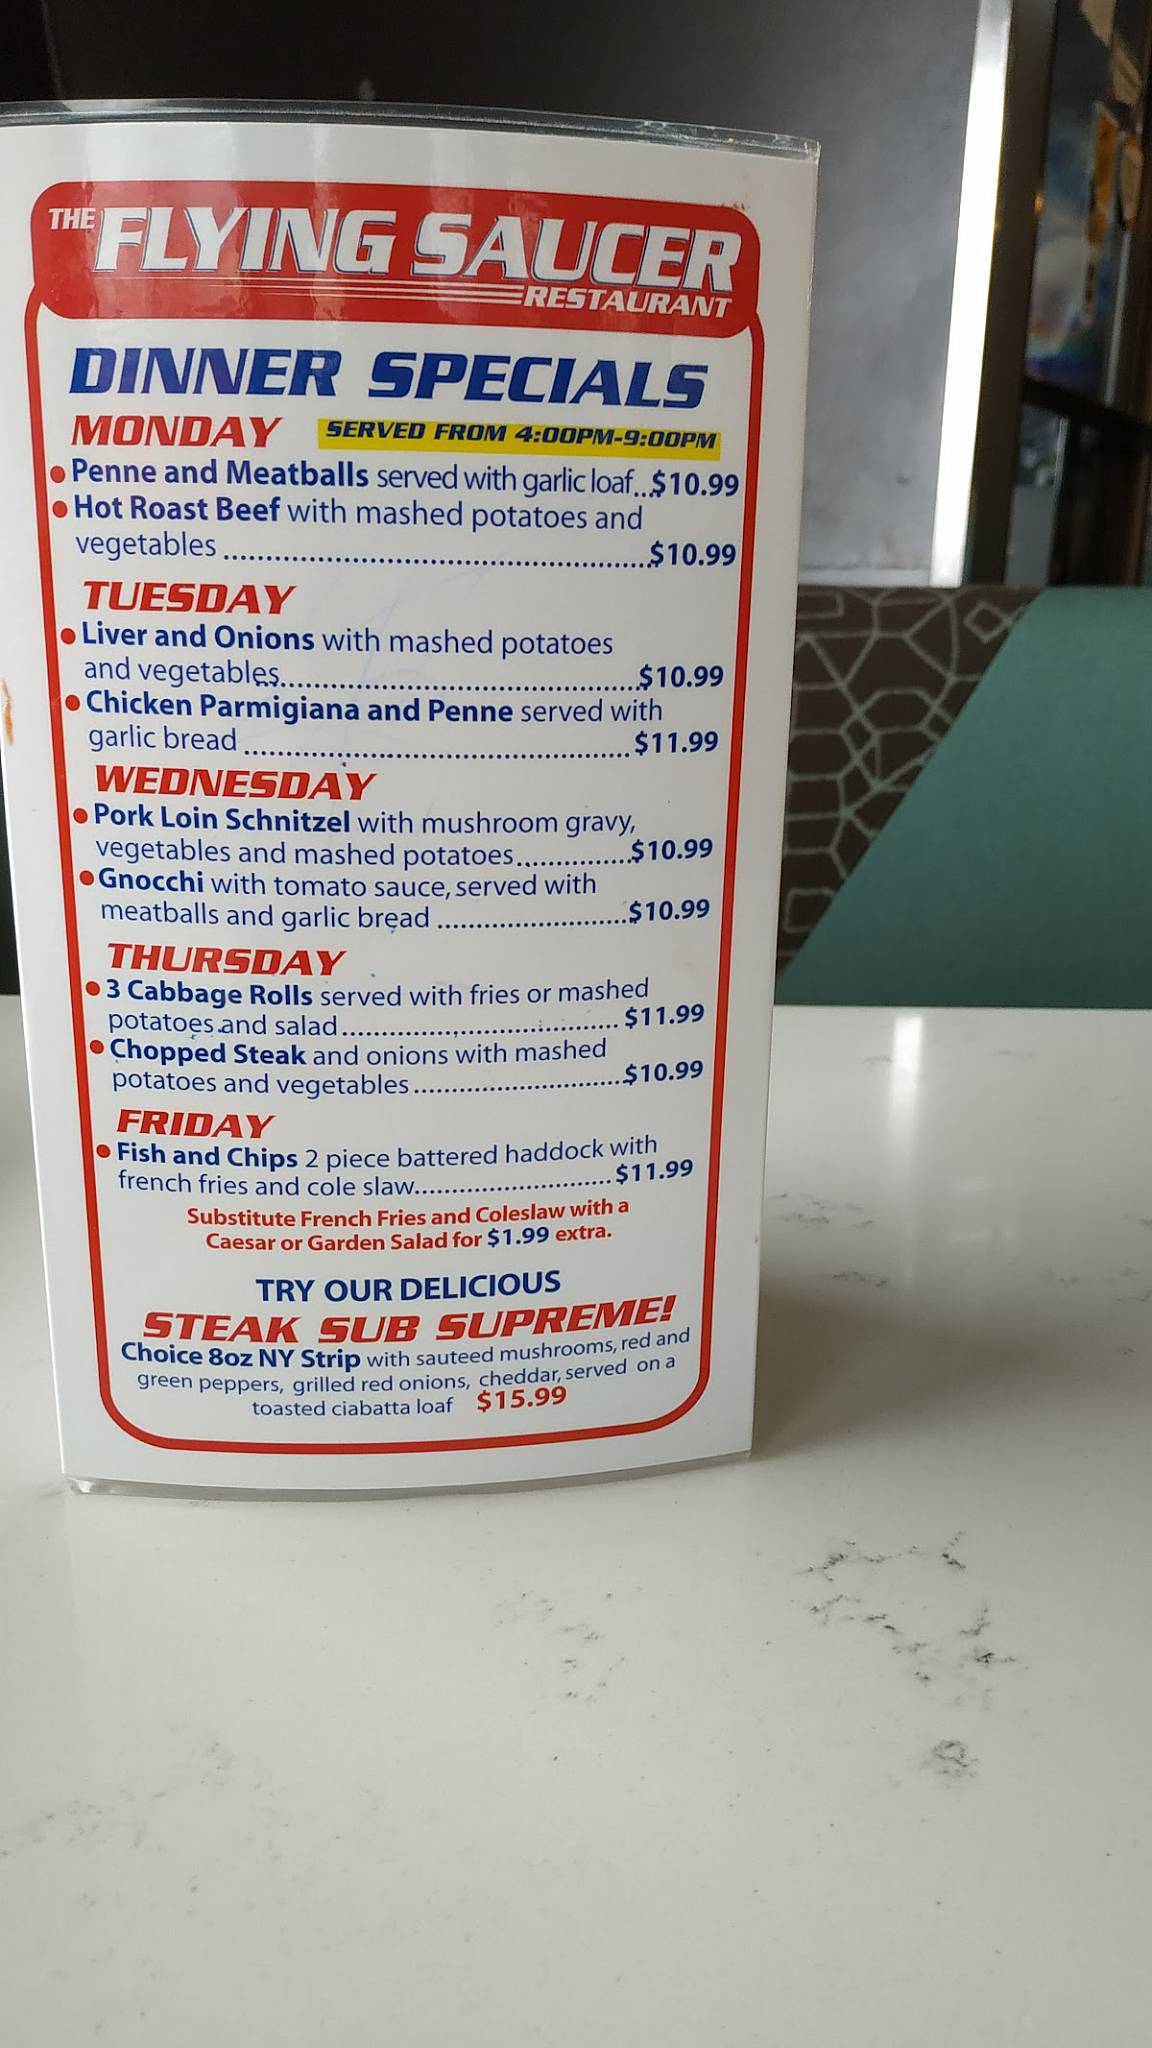 THE FLYING SAUCER
RESTAURANT
DINNER SPECIALS
MONDAY SERVED FROM 4:00PM-9:00PM
• Penne and Meatballs served with garlic loaf...$10.99
• Hot Roast Beef with mashed potatoes and
vegetables ..................................................$10.99
TUESDAY
• Liver and Onions with mashed potatoes
and vegetables...........................................$10.99
• Chicken Parmigiana and Penne served with
garlic bread ..............................................$11.99
WEDNESDAY
• Pork Loin Schnitzel with mushroom gravy,
vegetables and mashed potatoes..............$10.99
• Gnocchi with tomato sauce, served with
meatballs and garlic bread .......................$10.99
THURSDAY
• 3 Cabbage Rolls served with fries or mashed
potatoes and salad.................................. $11.99
• Chopped Steak and onions with mashed
potatoes and vegetables..........................$10.99
FRIDAY
• Fish and Chips 2 piece battered haddock with
french fries and cole slaw......................... $11.99
Substitute French Fries and Coleslaw with a
Caesar or Garden Salad for $1.99 extra.
TRY OUR DELICIOUS
STEAK SUB SUPREME!
Choice 8oz NY Strip with sauteed mushrooms, red and
green peppers, grilled red onions, cheddar, served on a
toasted ciabatta loaf $15.99